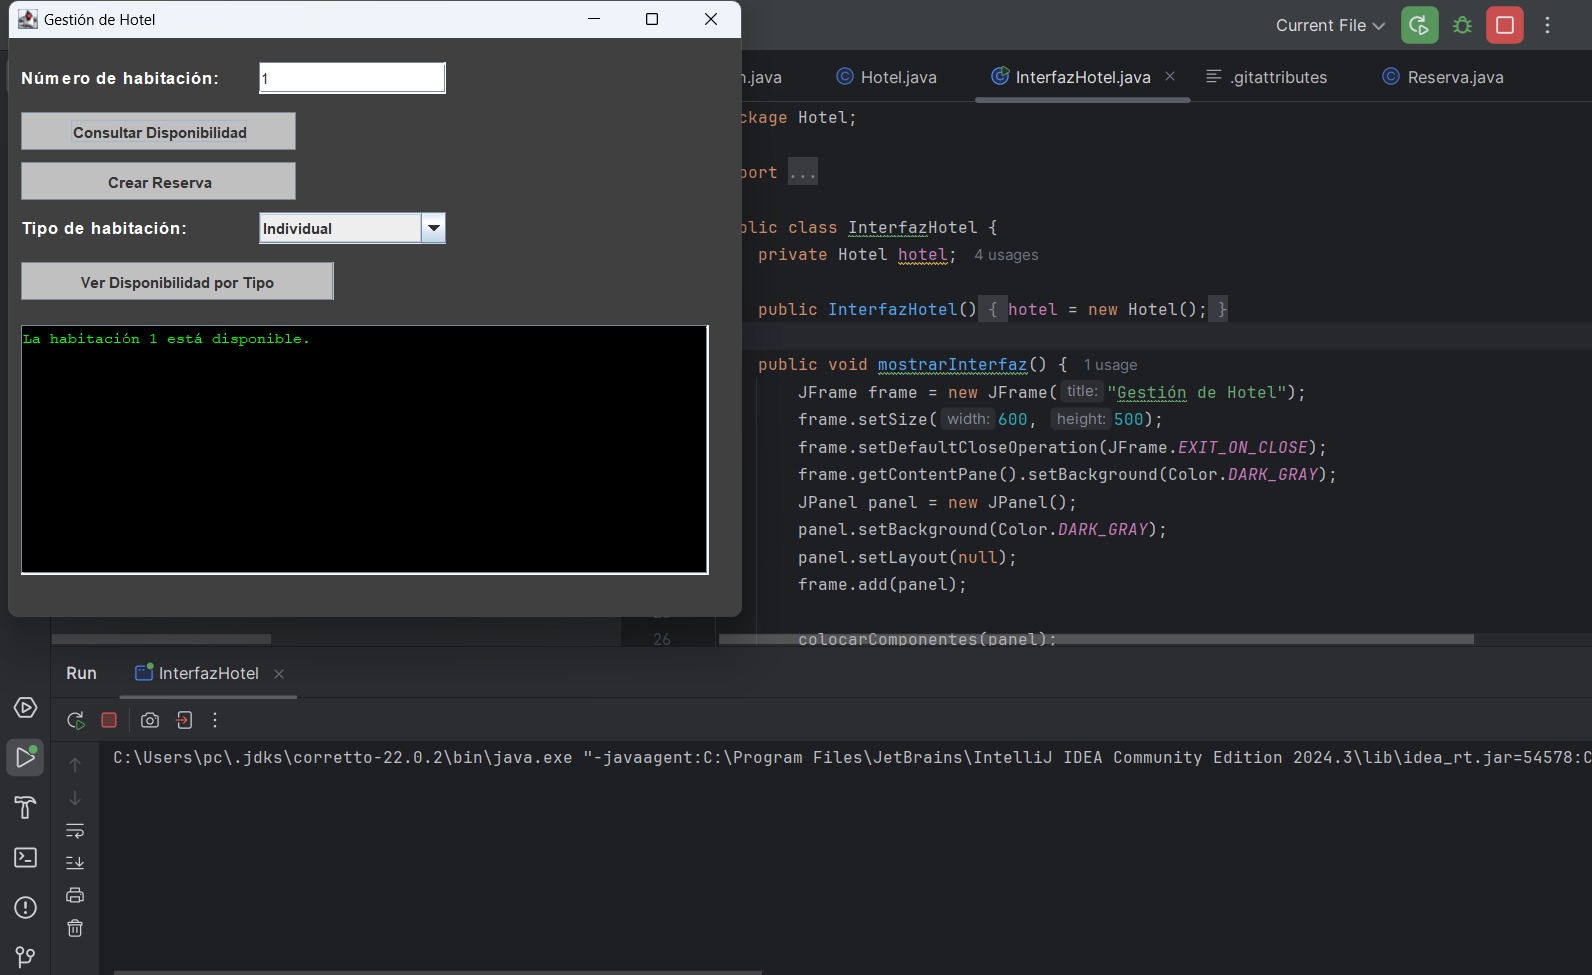 Gestión de Hotel
Número de habitación:
1
Consultar Disponibilidad
Crear Reserva
Tipo de habitación:
Individual
Ver Disponibilidad por Tipo
La habitación 1 está disponible.
Current File
.java
Hotel.java
InterfazHotel.java
.gitattributes
Reserva.java
ckage Hotel;
port ...
blic class InterfazHotel {
private Hotel hotel; 4 usages
public InterfazHotel() { hotel = new Hotel(); }
public void mostrarInterfaz() { 1 usage
JFrame frame = new JFrame( title: "Gestión de Hotel");
frame.setSize( width: 600, height: 500);
frame.setDefaultCloseOperation(JFrame.EXIT_ON_CLOSE);
frame.getContentPane().setBackground(Color.DARK_GRAY);
JPanel panel = new JPanel();
panel.setBackground(Color.DARK_GRAY);
panel.setLayout(null);
frame.add(panel);
26 colocarComponentes(panel);
Run
InterfazHotel
C:\Users\pc\.jdks\corretto-22.0.2\bin\java.exe "-javaagent:C:\Program Files\JetBrains\IntelliJ IDEA Community Edition 2024.3\lib\idea_rt.jar=54578:C